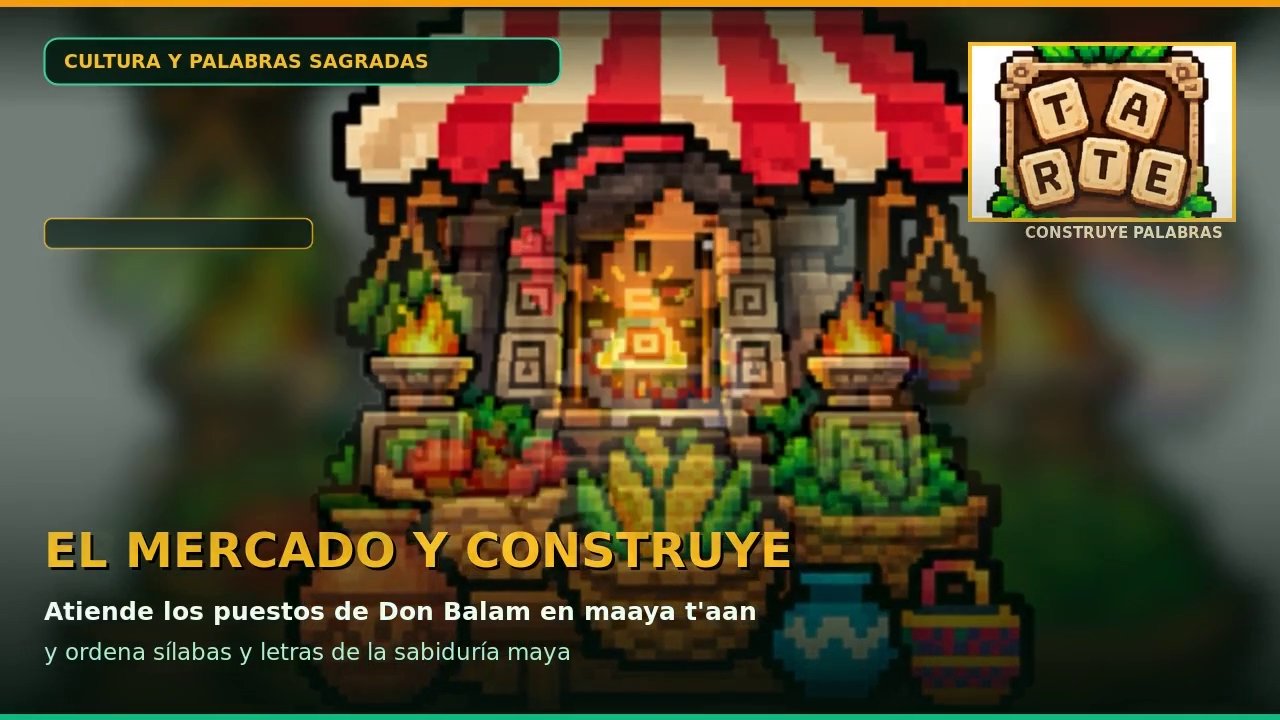 CULTURA Y PALABRAS SAGRADAS
T A
R T E
CONSTRUYE PALABRAS
EL MERCADO Y CONSTRUYE
Atiende los puestos de Don Balam en maaya t'aan
y ordena sílabas y letras de la sabiduría maya